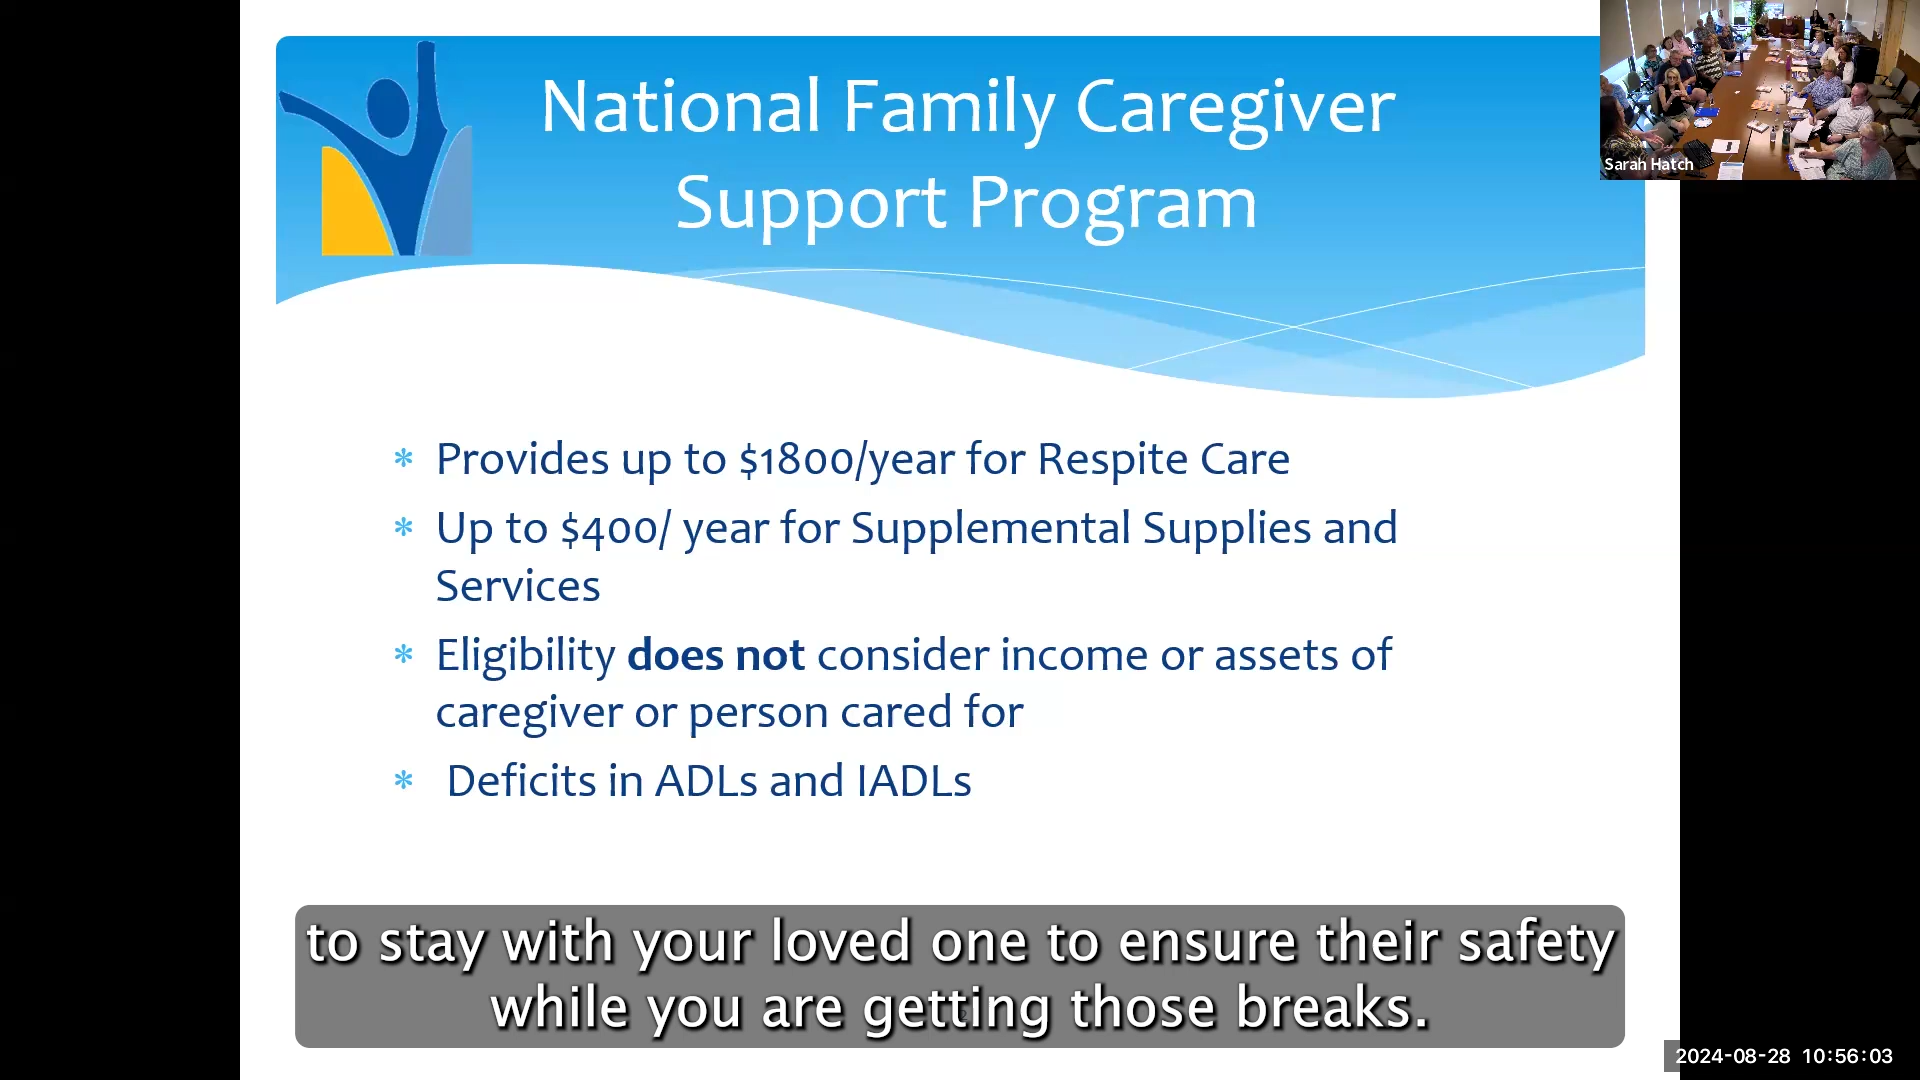 National Family Caregiver
Support Program
Sarah Hatch
* Provides up to $1800/year for Respite Care
* Up to $400/ year for Supplemental Supplies and
Services
* Eligibility does not consider income or assets of
caregiver or person cared for
* Deficits in ADLs and IADLs
to stay with your loved one to ensure their safety
while you are getting those breaks.
2024-08-28 10:56:03